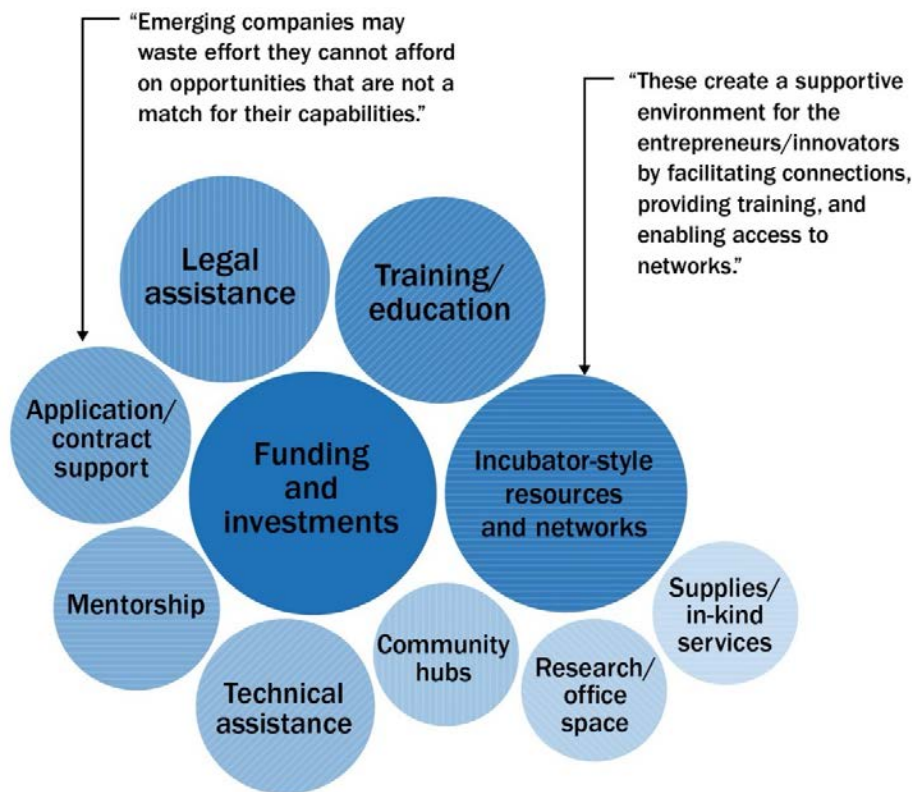 “Emerging companies may
waste effort they cannot afford
on opportunities that are not a
match for their capabilities.”
“These create a supportive
environment for the
entrepreneurs/innovators
by facilitating connections,
providing training, and
enabling access to
networks.”
Legal
assistance
Training/
education
Application/
contract
support
Funding
and
investments
Incubator-style
resources
and networks
Mentorship
Technical
assistance
Community
hubs
Research/
office
space
Supplies/
in-kind
services